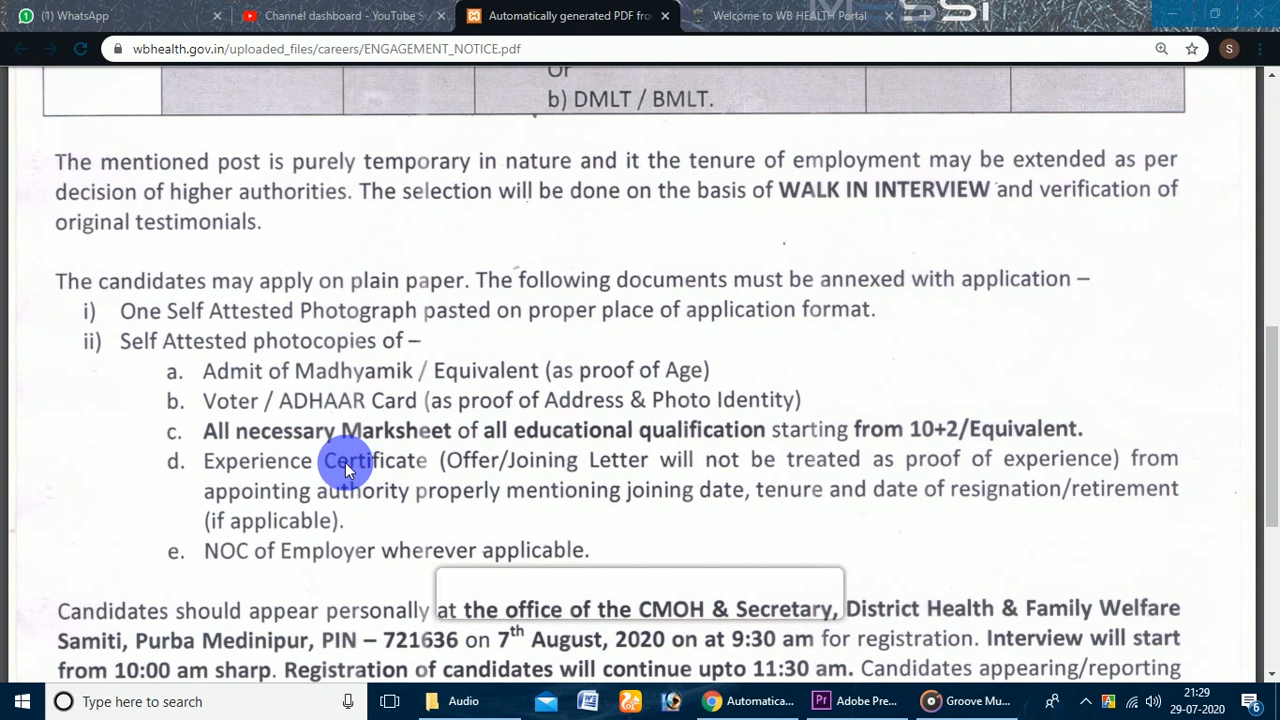 (1) WhatsApp
Channel dashboard - YouTube
Automatically generated PDF from
Welcome to WB HEALTH Portal
wbhealth.gov.in/uploaded_files/careers/ENGAGEMENT_NOTICE.pdf
S
Or
b) DMLT / BMLT.
The mentioned post is purely temporary in nature and it the tenure of employment may be extended as per
decision of higher authorities. The selection will be done on the basis of WALK IN INTERVIEW and verification of
original testimonials.
The candidates may apply on plain paper. The following documents must be annexed with application –
i) One Self Attested Photograph pasted on proper place of application format.
ii) Self Attested photocopies of –
a. Admit of Madhyamik / Equivalent (as proof of Age)
b. Voter / ADHAAR Card (as proof of Address & Photo Identity)
c. All necessary Marksheet of all educational qualification starting from 10+2/Equivalent.
d. Experience Certificate (Offer/Joining Letter will not be treated as proof of experience) from
appointing authority properly mentioning joining date, tenure and date of resignation/retirement
(if applicable).
e. NOC of Employer wherever applicable.
Candidates should appear personally at the office of the CMOH & Secretary, District Health & Family Welfare
Samiti, Purba Medinipur, PIN – 721636 on 7th August, 2020 on at 9:30 am for registration. Interview will start
from 10:00 am sharp. Registration of candidates will continue upto 11:30 am. Candidates appearing/reporting
Type here to search
Audio
Automatica...
Adobe Pre...
Groove Mu...
21:29
29-07-2020
6